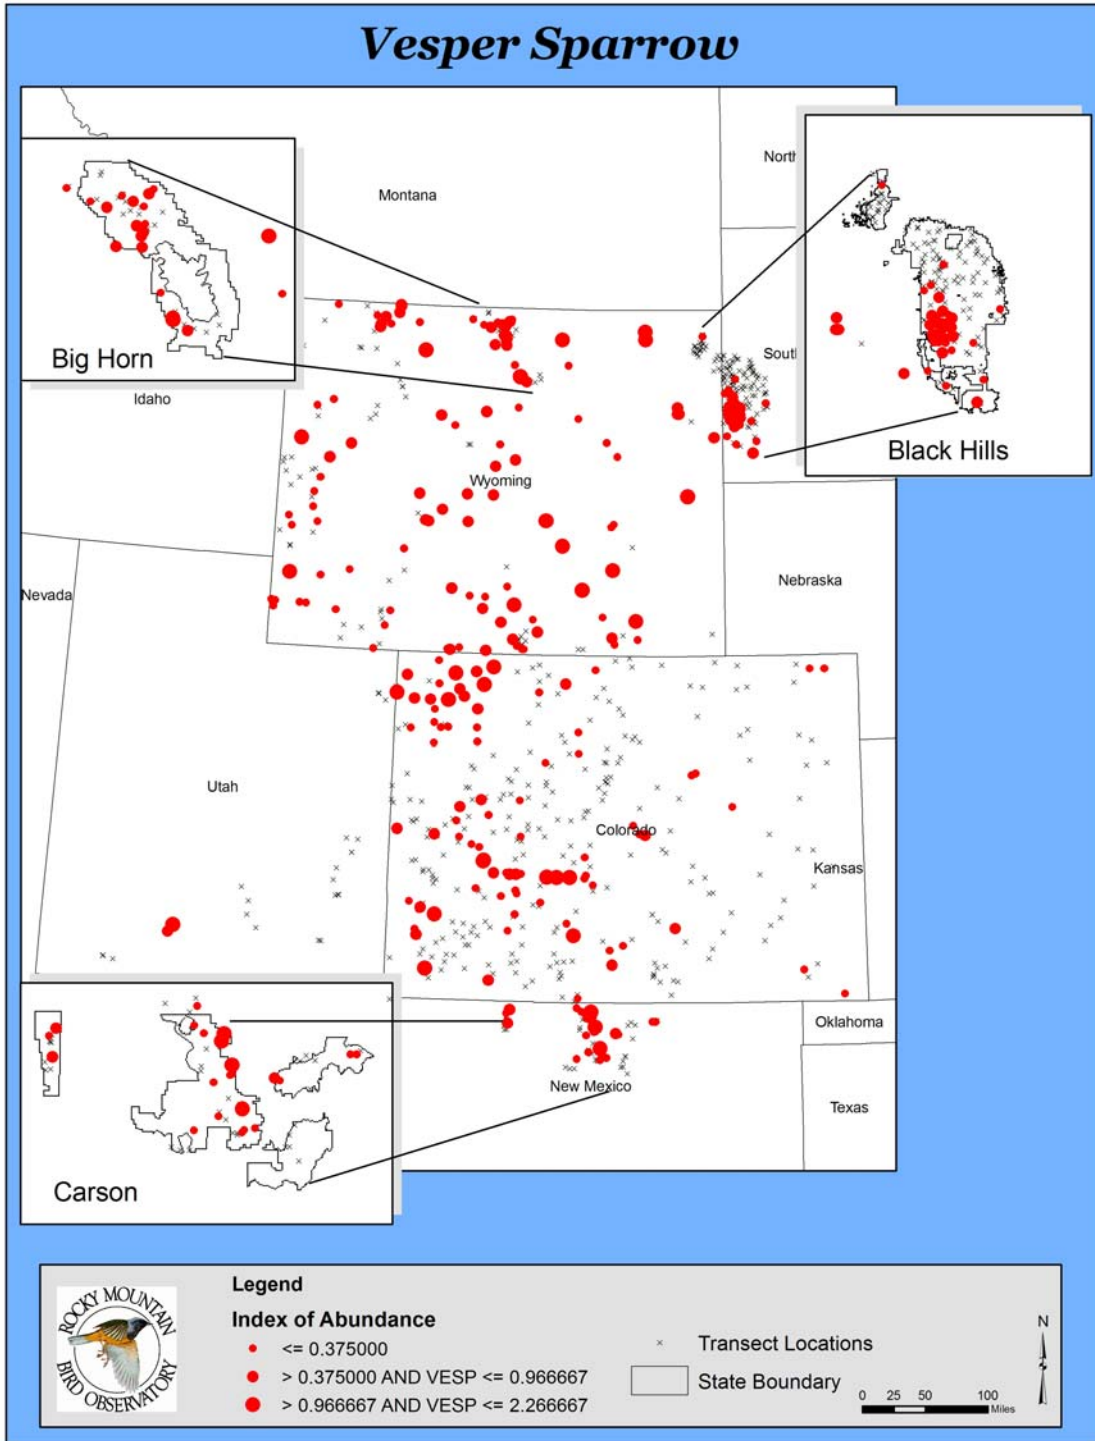 Vesper Sparrow
Montana
North
Big Horn
Idaho
South
Black Hills
Wyoming
Nevada
Nebraska
Utah
Colorado
Kansas
Oklahoma
New Mexico
Texas
Carson
ROCKY MOUNTAIN
BIRD OBSERVATORY
Legend
Index of Abundance
<= 0.375000
> 0.375000 AND VESP <= 0.966667
> 0.966667 AND VESP <= 2.266667
Transect Locations
State Boundary
N
0 25 50 100
Miles